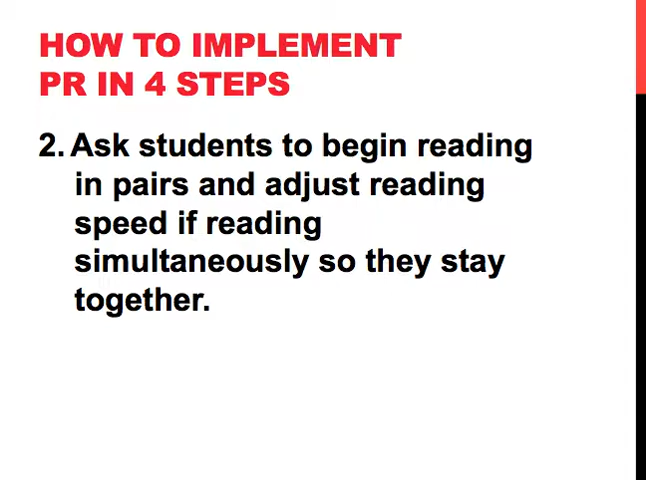 HOW TO IMPLEMENT
PR IN 4 STEPS
2. Ask students to begin reading
in pairs and adjust reading
speed if reading
simultaneously so they stay
together.